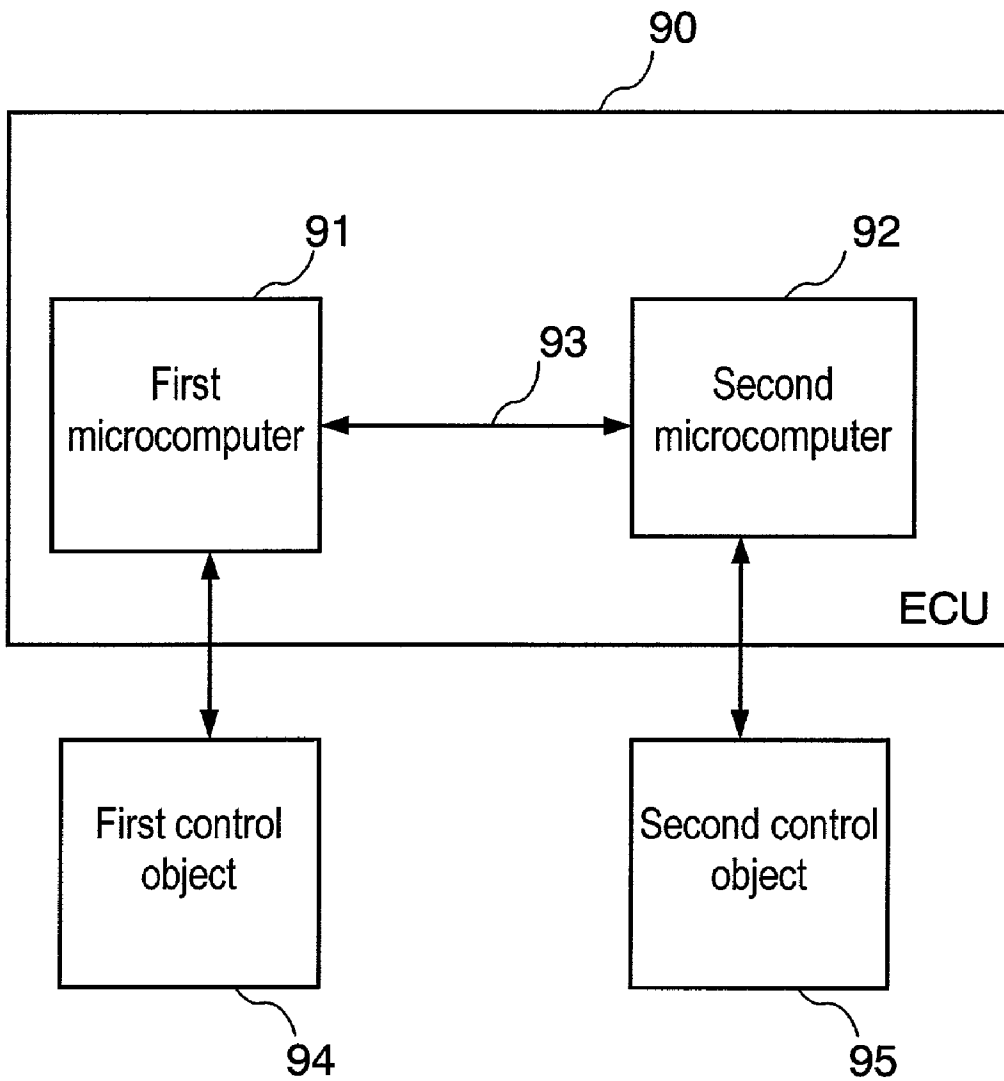 90
91
92
93
First
microcomputer
Second
microcomputer
ECU
First control
object
Second control
object
94
95